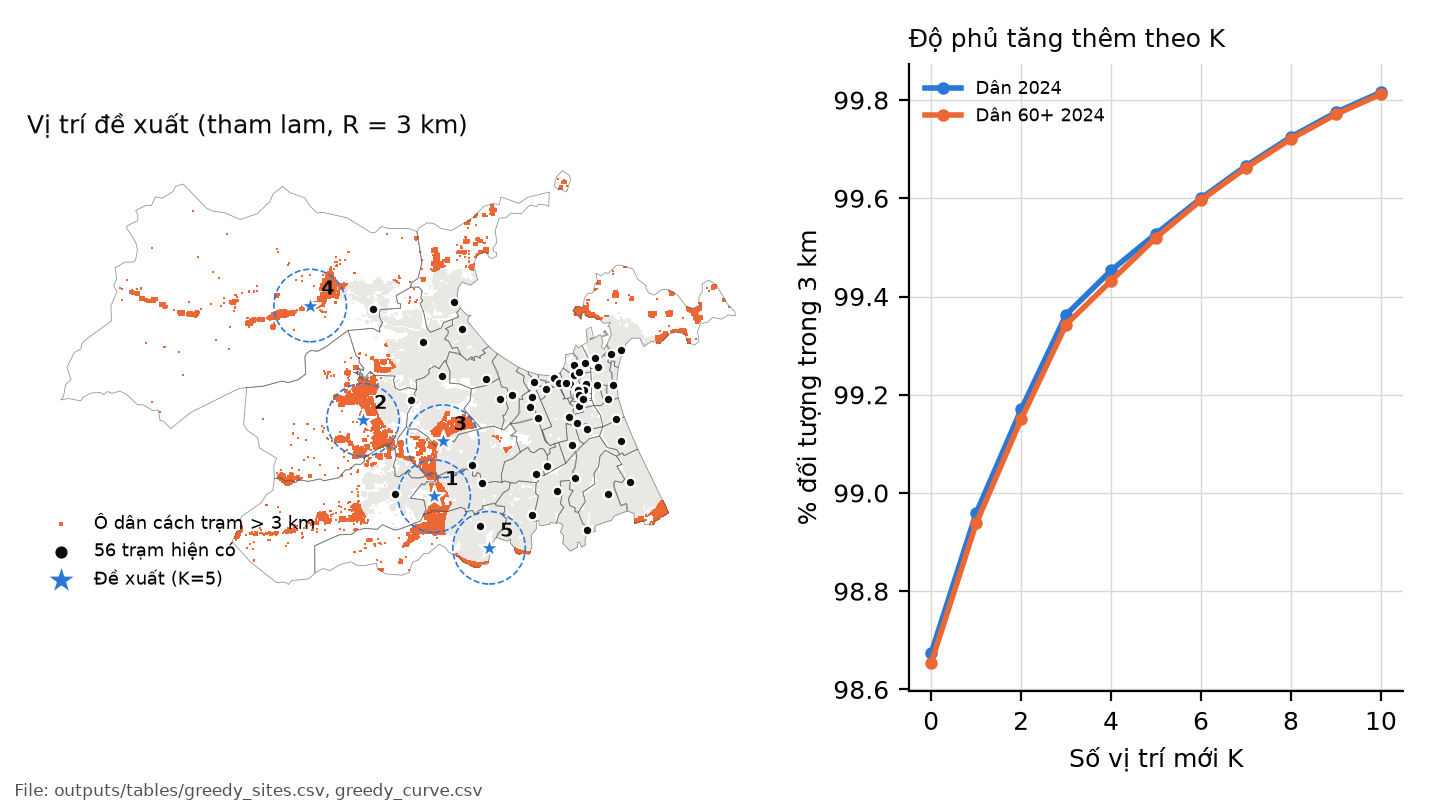 Vị trí đề xuất (tham lam, R = 3 km)
4
2
3
1
5
Ô dân cách trạm > 3 km
56 trạm hiện có
Đề xuất (K=5)
Độ phủ tăng thêm theo K
Dân 2024
Dân 60+ 2024
% đối tượng trong 3 km
99.8
99.6
99.4
99.2
99.0
98.8
98.6
0 2 4 6 8 10
Số vị trí mới K
File: outputs/tables/greedy_sites.csv, greedy_curve.csv